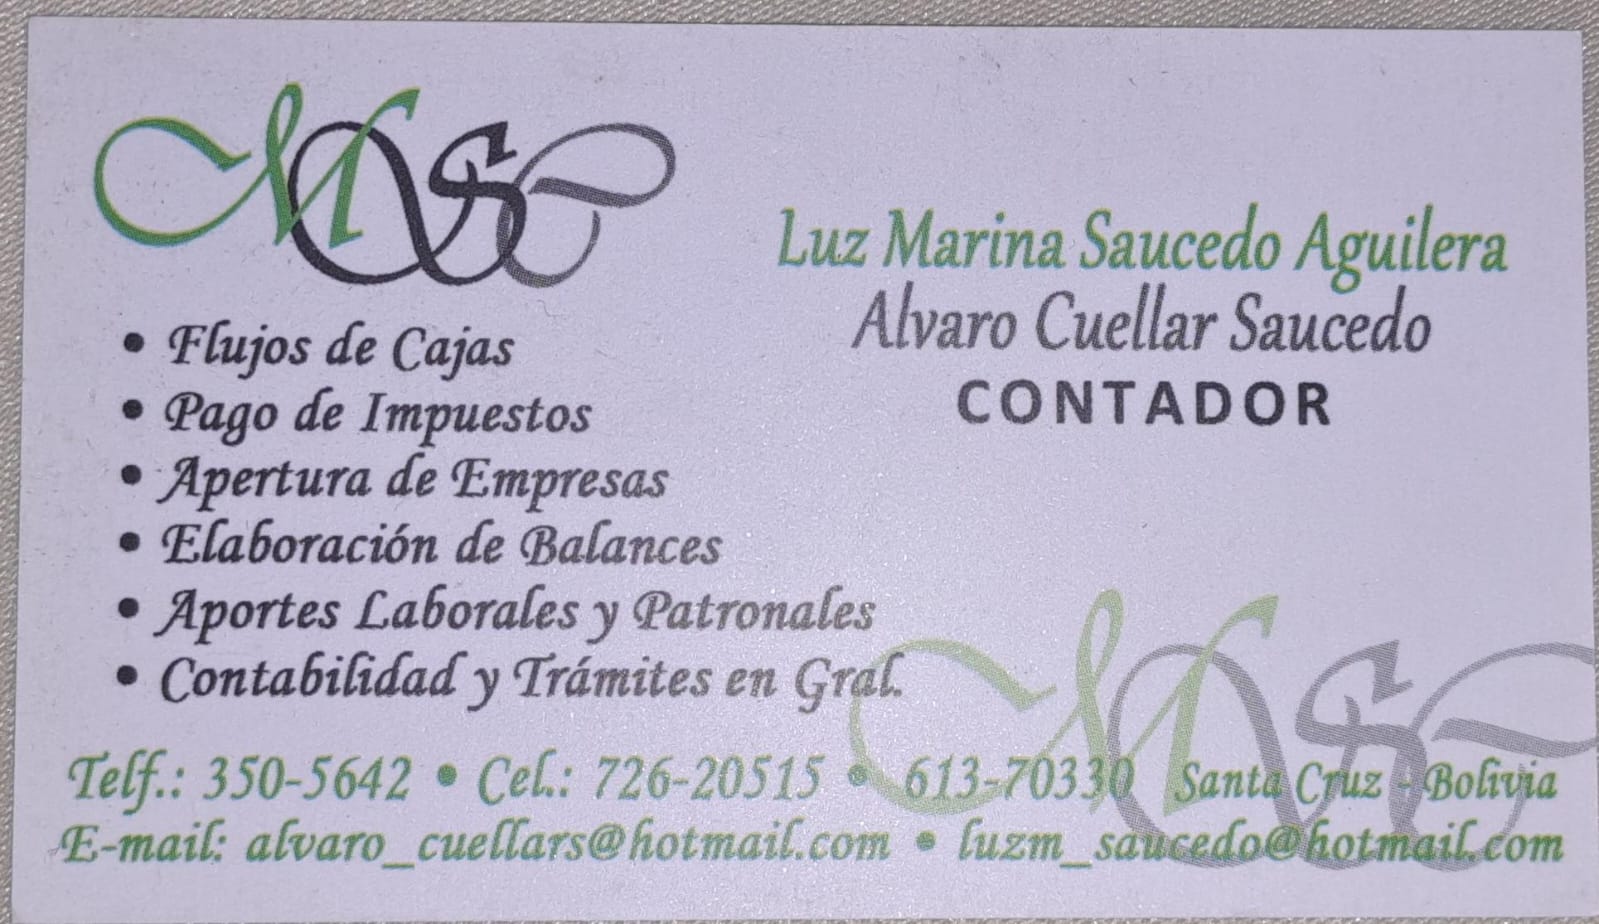 MS
Luz Marina Saucedo Aguilera
Alvaro Cuellar Saucedo
CONTADOR
• Flujos de Cajas
• Pago de Impuestos
• Apertura de Empresas
• Elaboración de Balances
• Aportes Laborales y Patronales
• Contabilidad y Trámites en Gral.
Telf.: 350-5642 • Cel.: 726-20515 • 613-70330 Santa Cruz - Bolivia
E-mail: alvaro_cuellars@hotmail.com • luzm_saucedo@hotmail.com